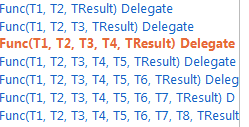 Func(T1, T2, TResult) Delegate
Func(T1, T2, T3, TResult) Delegate
Func(T1, T2, T3, T4, TResult) Delegate
Func(T1, T2, T3, T4, T5, TResult) Delegate
Func(T1, T2, T3, T4, T5, T6, TResult) Deleg
Func(T1, T2, T3, T4, T5, T6, T7, TResult) D
Func(T1, T2, T3, T4, T5, T6, T7, T8, TResult